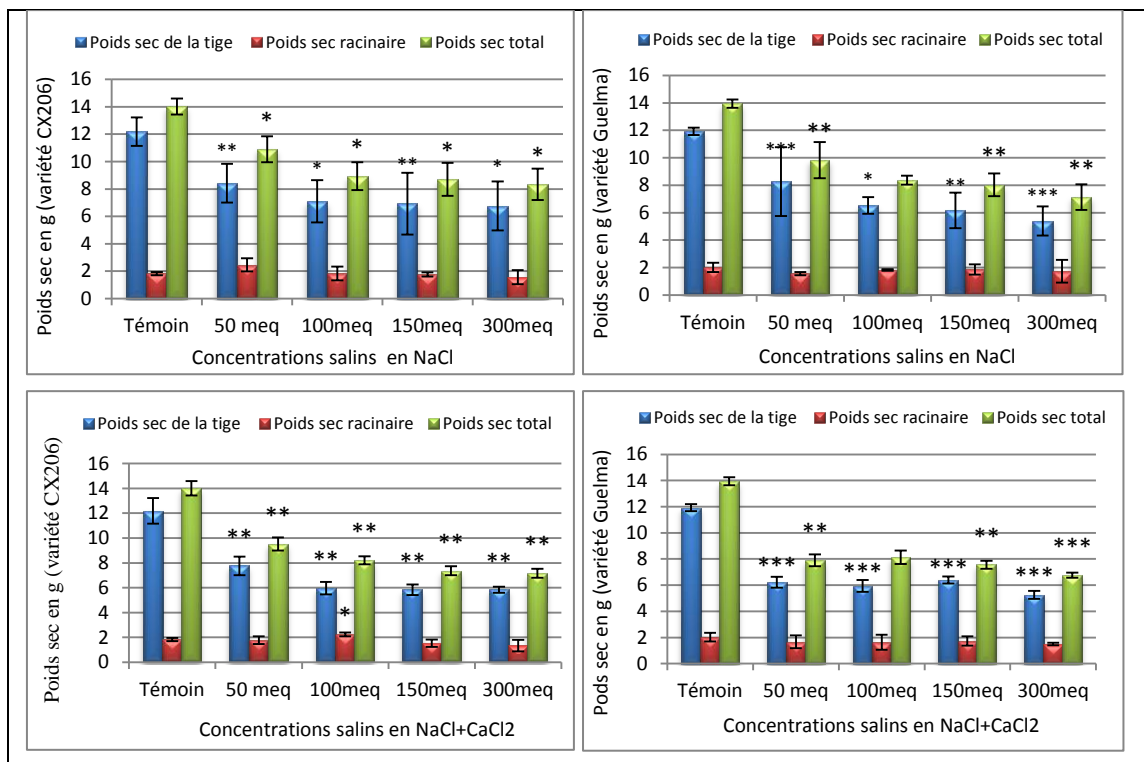 Poids sec de la tige Poids sec racinaire Poids sec total
Poids sec en g (variété CX206)
16
14
12
10
8
6
4
2
0
** * * * ** * * *
Témoin 50 meq 100meq 150meq 300meq
Concentrations salins en NaCl
Poids sec de la tige Poids sec racinaire Poids sec total
Poids sec en g (variété Guelma)
16
14
12
10
8
6
4
2
0
*** ** * ** ** *** **
Témoin 50 meq 100meq 150meq 300meq
Concentrations salins en NaCl
Poids sec de la tige Poids sec racinaire Poids sec total
Poids sec en g (variété CX206)
16
14
12
10
8
6
4
2
0
** ** ** * ** ** ** ** **
Témoin 50 meq 100meq 150meq 300meq
Concentrations salins en NaCl+CaCl2
Poids sec de la tige Poids sec racinaire Poids sec total
Pods sec en g (variété Guelma)
16
14
12
10
8
6
4
2
0
*** ** *** *** ** *** ***
Témoin 50 meq 100meq 150meq 300meq
Concentrations salins en NaCl+CaCl2